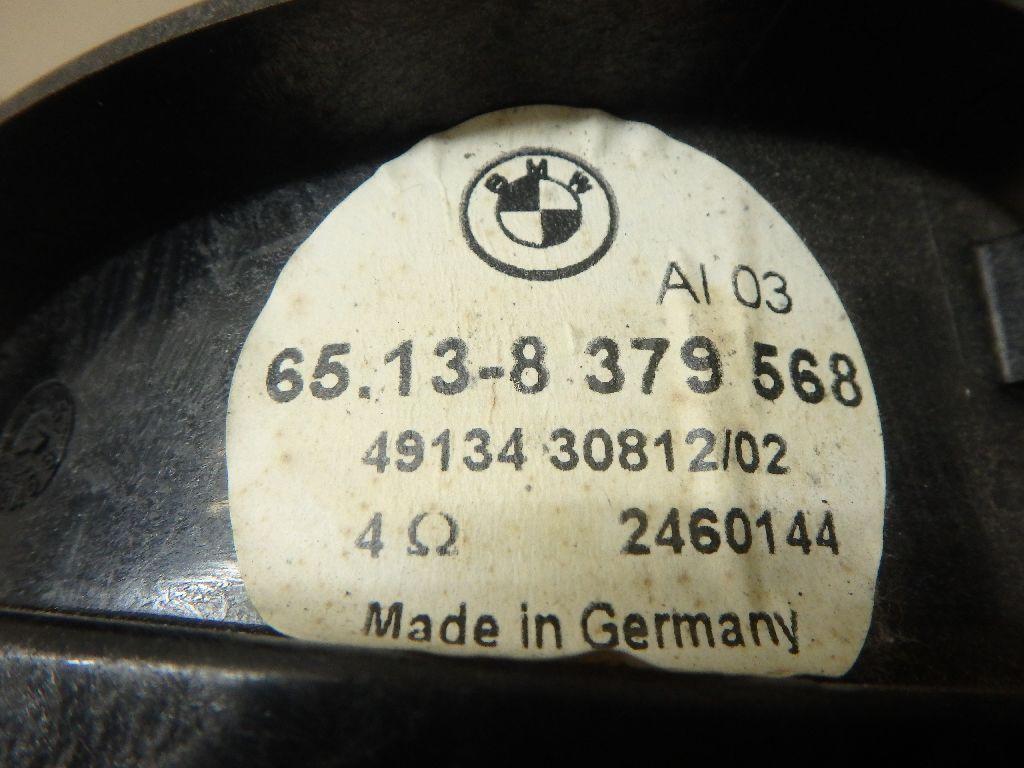 BMW
AI 03
65.13-8 379 568
49134 30812/02
4 Ω 2460144
Made in Germany